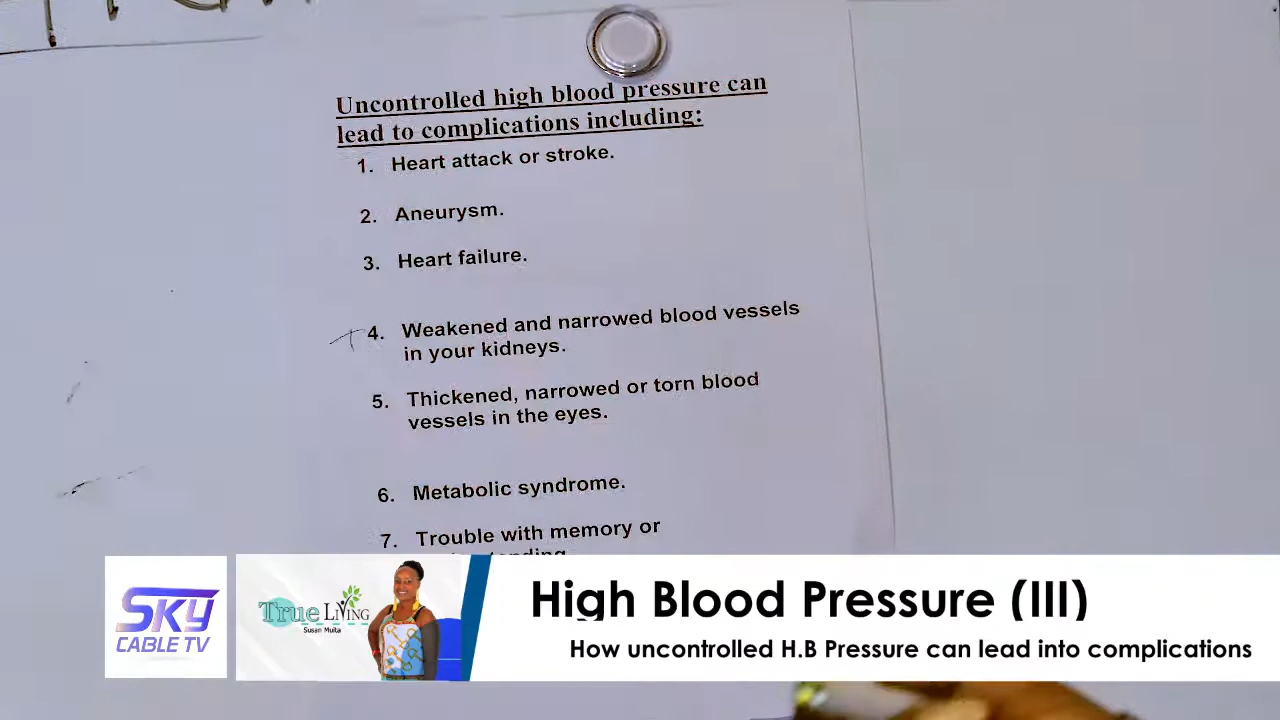 Uncontrolled high blood pressure can
lead to complications including:
1. Heart attack or stroke.
2. Aneurysm.
3. Heart failure.
4. Weakened and narrowed blood vessels
in your kidneys.
5. Thickened, narrowed or torn blood
vessels in the eyes.
6. Metabolic syndrome.
7. Trouble with memory or
SKY
CABLE TV
True Living
Susan Muita
High Blood Pressure (III)
How uncontrolled H.B Pressure can lead into complications